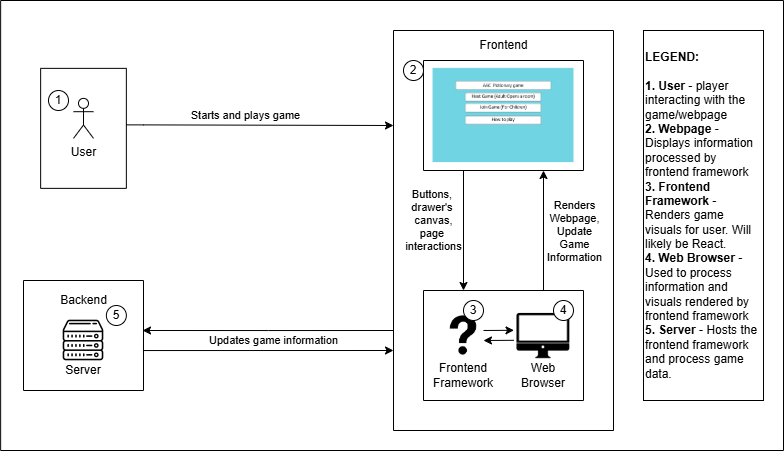 Frontend
2
ABC Pictionary game
Host Game (Adult Opens a room)
Join Game (For Children)
How to play
1
User
Starts and plays game
Buttons,
drawer's
canvas,
page
interactions
Renders
Webpage,
Update
Game
Information
Backend
5
Server
Updates game information
3
Frontend
Framework
4
Web
Browser
LEGEND:
1. User - player
interacting with the
game/webpage
2. Webpage -
Displays information
processed by
frontend framework
3. Frontend
Framework -
Renders game
visuals for user. Will
likely be React.
4. Web Browser -
Used to process
information and
visuals rendered by
frontend framework
5. Server - Hosts the
frontend framework
and process game
data.